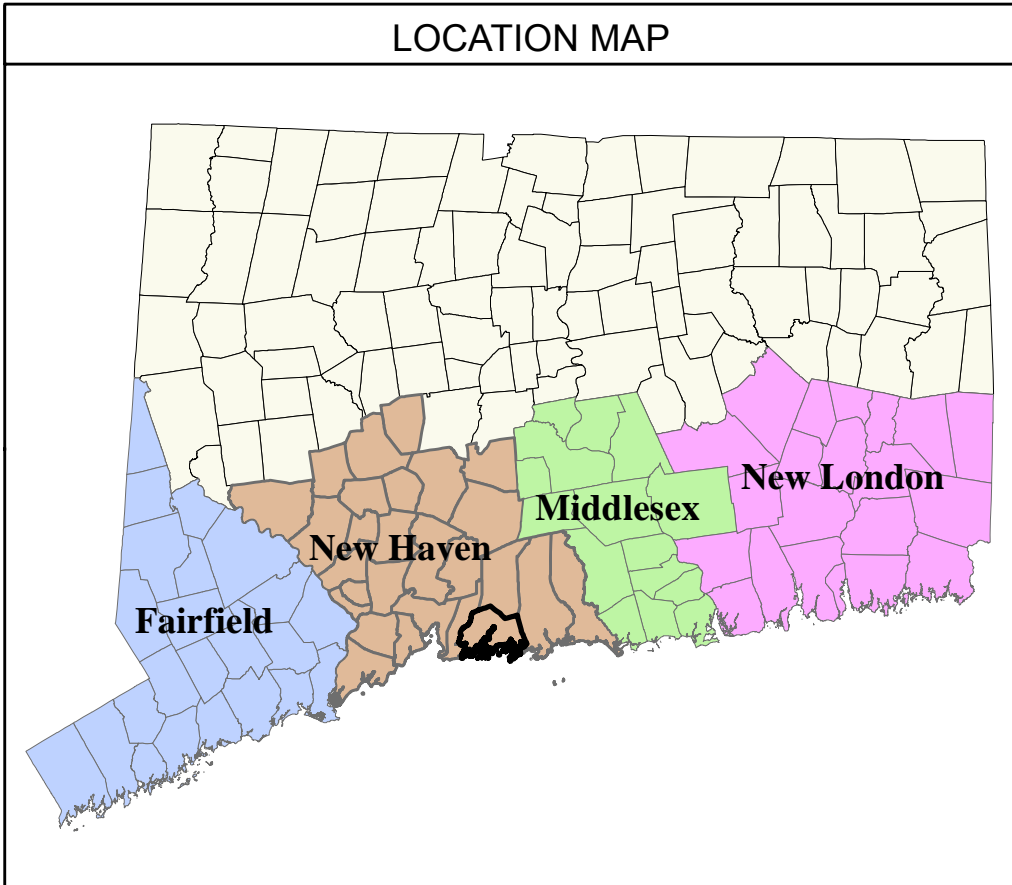 LOCATION MAP
New London
Middlesex
New Haven
Fairfield